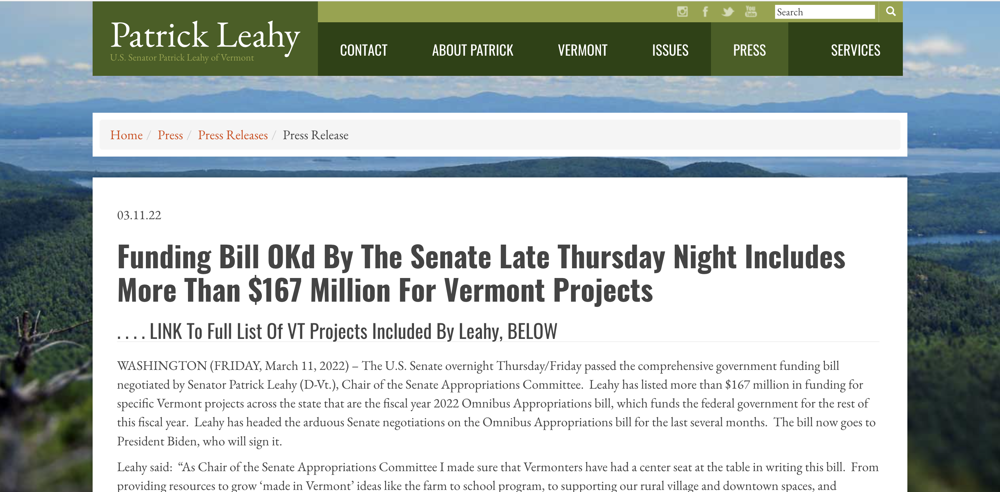 Patrick Leahy
U.S. Senator Patrick Leahy of Vermont
You
Tube
Search
CONTACT
ABOUT PATRICK
VERMONT
ISSUES
PRESS
SERVICES
Home / Press / Press Releases / Press Release
03.11.22
Funding Bill OKd By The Senate Late Thursday Night Includes
More Than $167 Million For Vermont Projects
. . . . LINK To Full List Of VT Projects Included By Leahy, BELOW
WASHINGTON (FRIDAY, March 11, 2022) – The U.S. Senate overnight Thursday/Friday passed the comprehensive government funding bill
negotiated by Senator Patrick Leahy (D-Vt.), Chair of the Senate Appropriations Committee.  Leahy has listed more than $167 million in funding for
specific Vermont projects across the state that are the fiscal year 2022 Omnibus Appropriations bill, which funds the federal government for the rest of
this fiscal year.  Leahy has headed the arduous Senate negotiations on the Omnibus Appropriations bill for the last several months.  The bill now goes to
President Biden, who will sign it.
Leahy said:  “As Chair of the Senate Appropriations Committee I made sure that Vermonters have had a center seat at the table in writing this bill.  From
providing resources to grow ‘made in Vermont’ ideas like the farm to school program, to supporting our rural village and downtown spaces, and